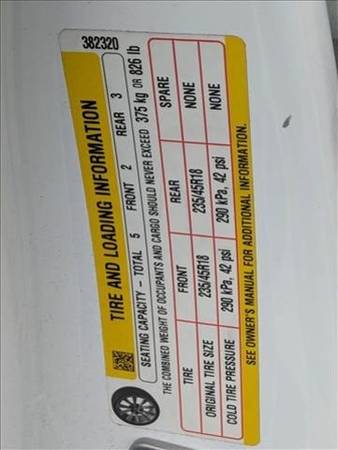 382320
TIRE AND LOADING INFORMATION
SEATING CAPACITY – TOTAL 5 FRONT 2 REAR 3
THE COMBINED WEIGHT OF OCCUPANTS AND CARGO SHOULD NEVER EXCEED 375 kg OR 826 lb
TIRE FRONT REAR SPARE
ORIGINAL TIRE SIZE 235/45R18 235/45R18 NONE
COLD TIRE PRESSURE 290 kPa, 42 psi 290 kPa, 42 psi NONE
SEE OWNER'S MANUAL FOR ADDITIONAL INFORMATION.